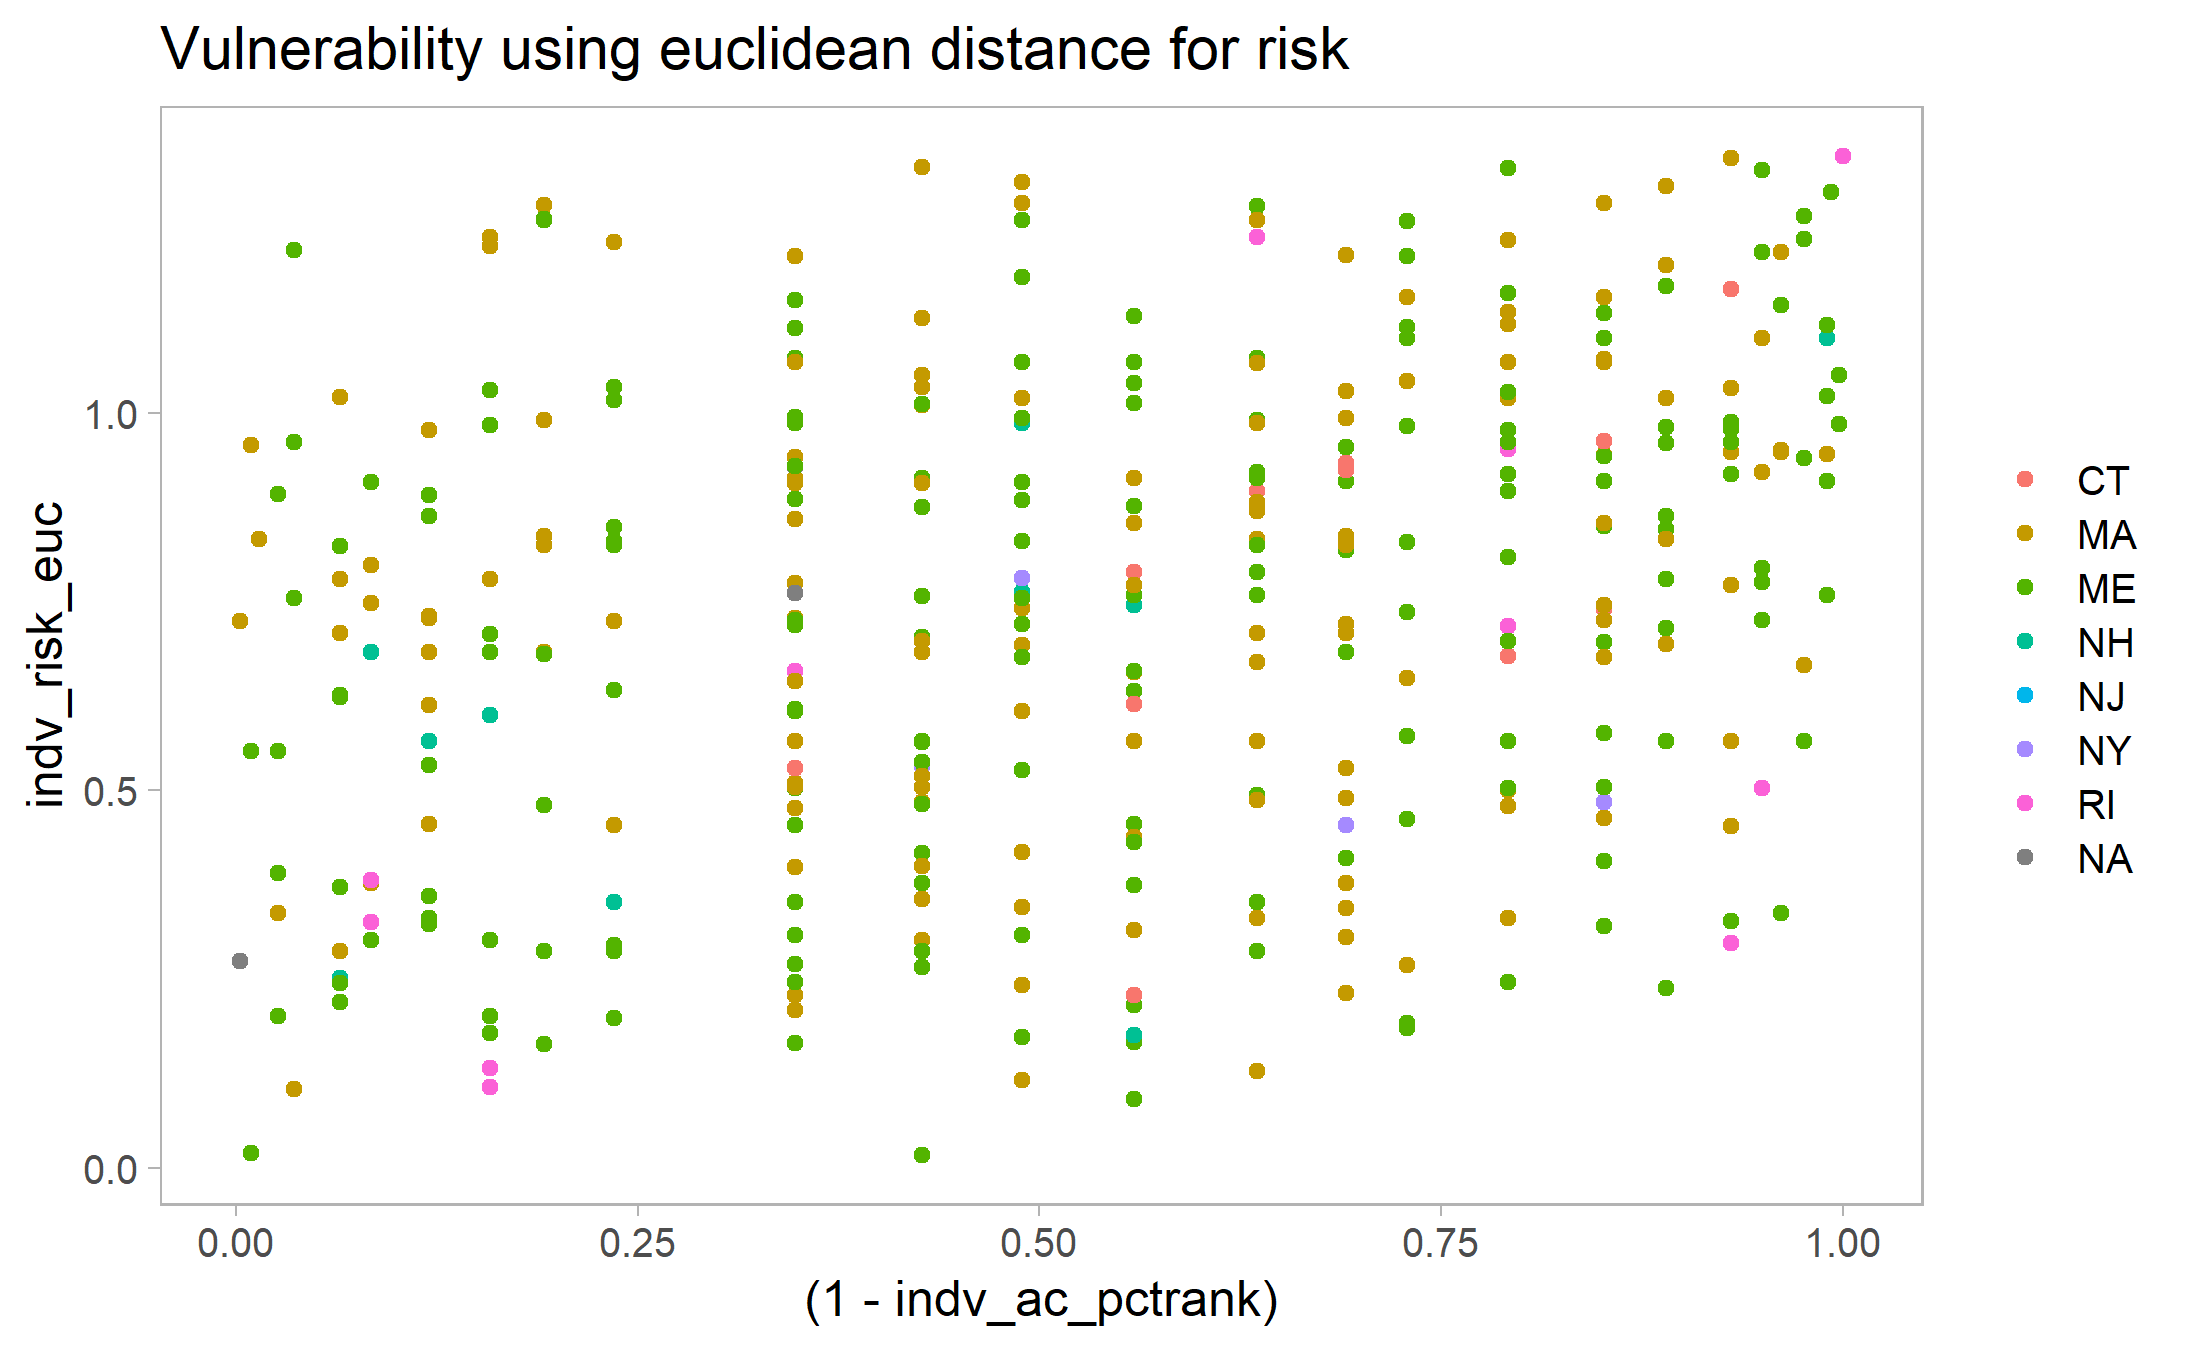 Vulnerability using euclidean distance for risk
indv_risk_euc
1.0
0.5
0.0
0.00 0.25 0.50 0.75 1.00
(1 - indv_ac_pctrank)
CT
MA
ME
NH
NJ
NY
RI
NA